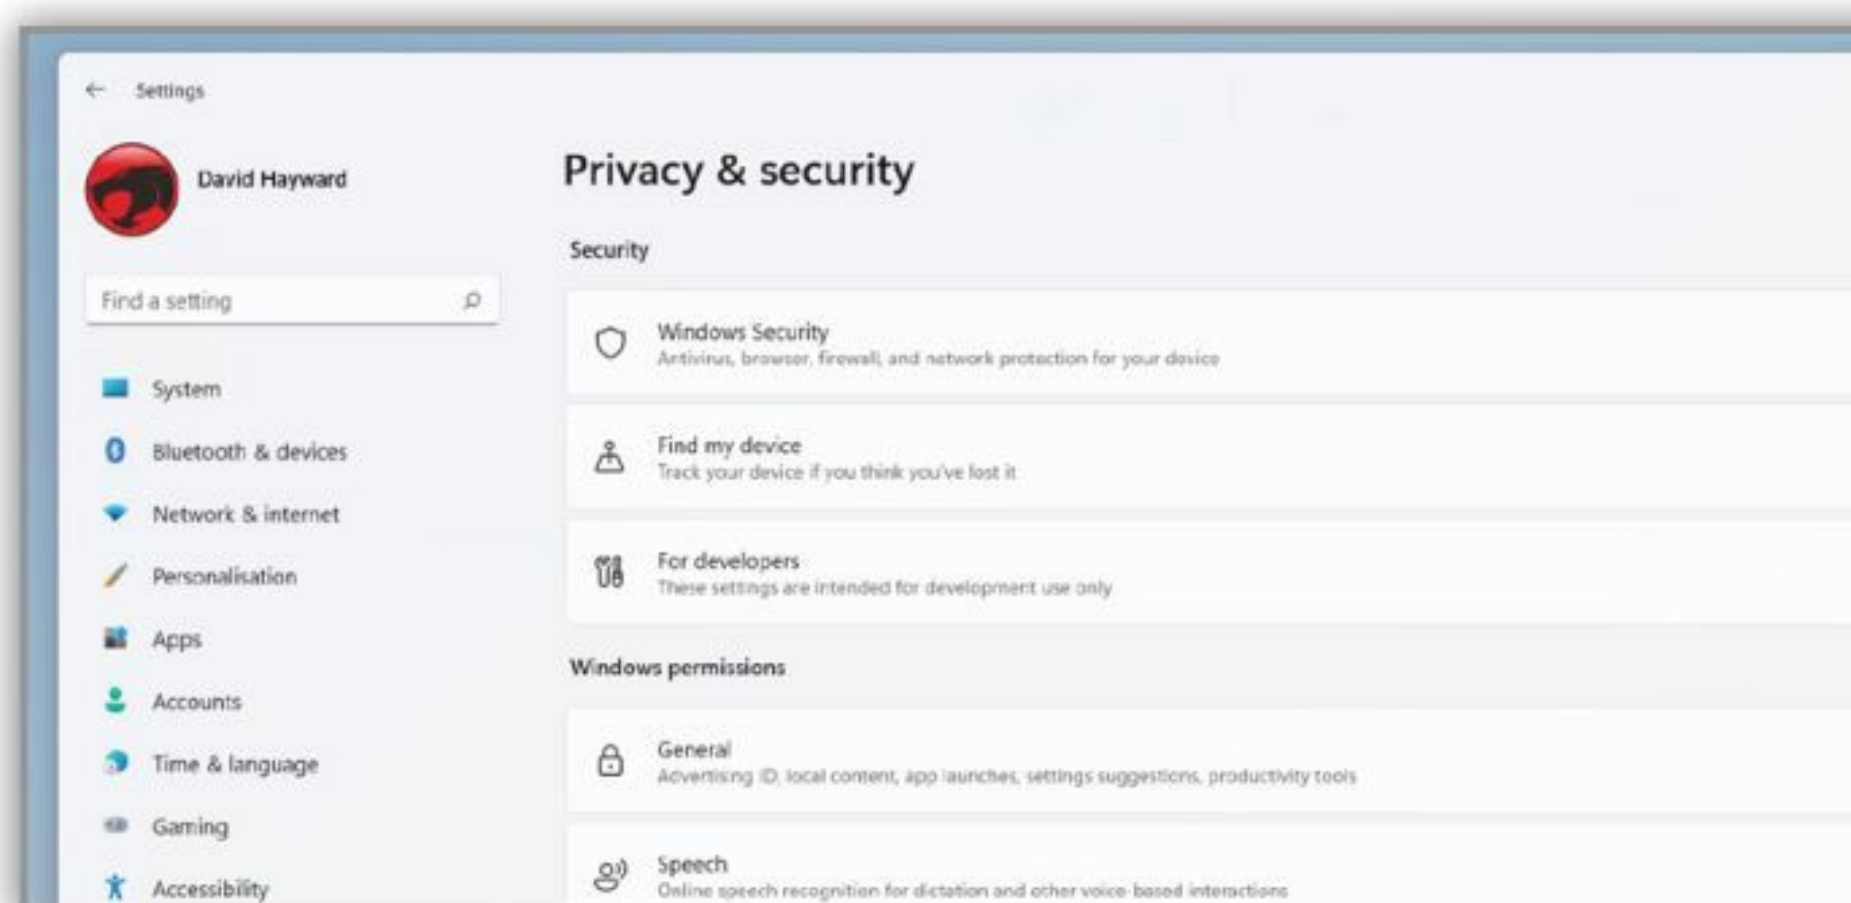 Settings
David Hayward
Find a setting
System
Bluetooth & devices
Network & internet
Personalisation
Apps
Accounts
Time & language
Gaming
Accessibility
Privacy & security
Security
Windows Security
Antivirus, browser, firewall, and network protection for your device
Find my device
Track your device if you think you've lost it
For developers
These settings are intended for development use only
Windows permissions
General
Advertising ID, local content, app launches, settings suggestions, productivity tools
Speech
Online speech recognition for dictation and other voice-based interactions